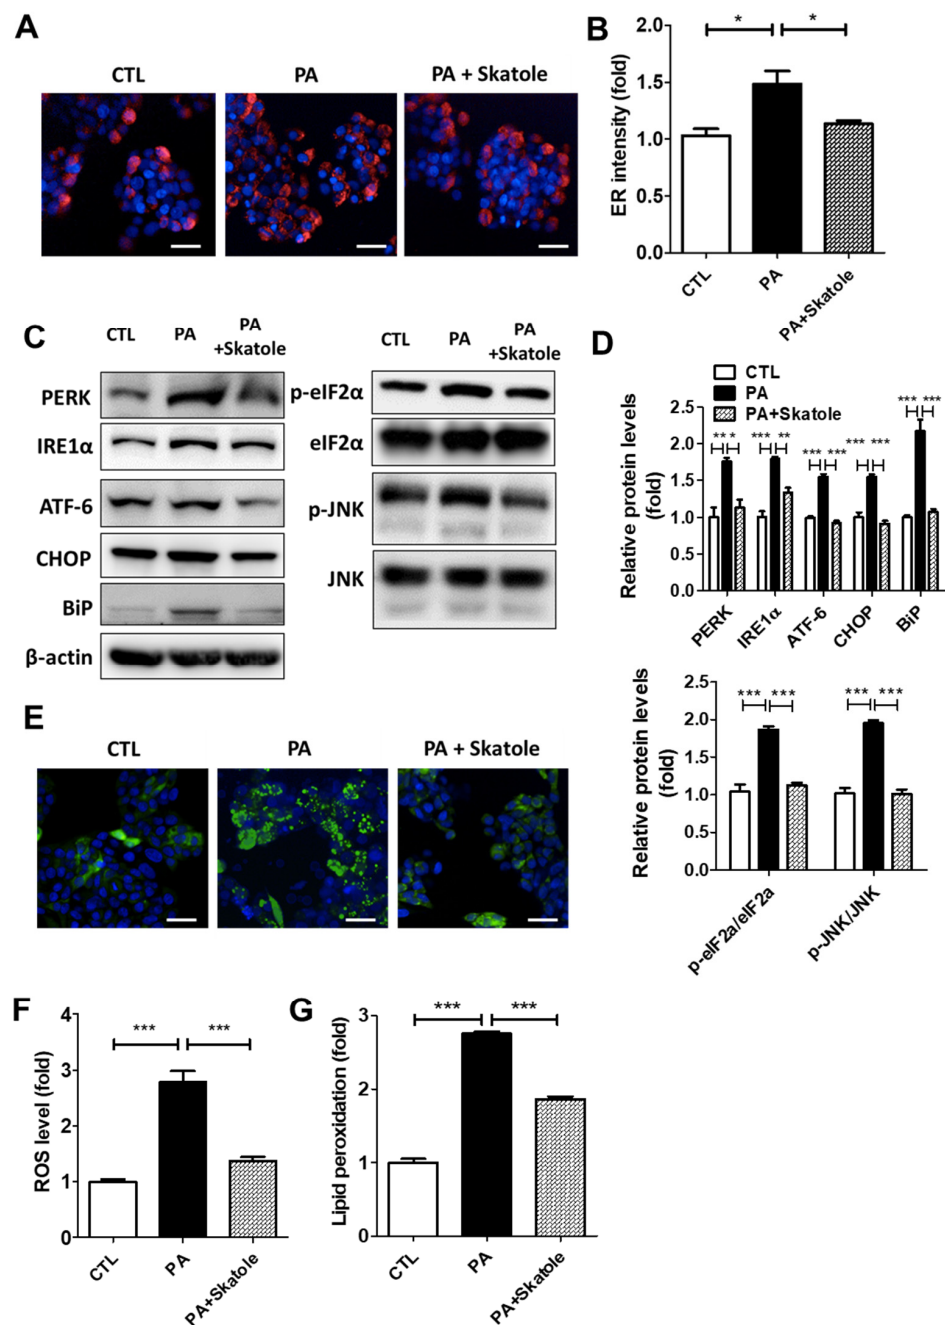 A
CTL
PA
PA + Skatole
B
ER intensity (fold)
2.0
1.5
1.0
0.5
0.0
*
*
CTL
PA
PA+Skatole
C
CTL
PA
PA
+Skatole
PERK
IRE1α
ATF-6
CHOP
BiP
β-actin
CTL
PA
PA
+Skatole
p-eIF2α
eIF2α
p-JNK
JNK
D
CTL
PA
PA+Skatole
Relative protein levels
(fold)
2.5
2.0
1.5
1.0
0.5
0.0
** *
*** **
*** ***
*** ***
*** ***
PERK
IRE1α
ATF-6
CHOP
BiP
Relative protein levels
(fold)
2.5
2.0
1.5
1.0
0.5
0.0
*** ***
*** ***
p-eIF2a/eIF2a
p-JNK/JNK
E
CTL
PA
PA + Skatole
F
ROS level (fold)
4
3
2
1
0
***
***
CTL
PA
PA+Skatole
G
Lipid peroxidation (fold)
3
2
1
0
***
***
CTL
PA
PA+Skatole